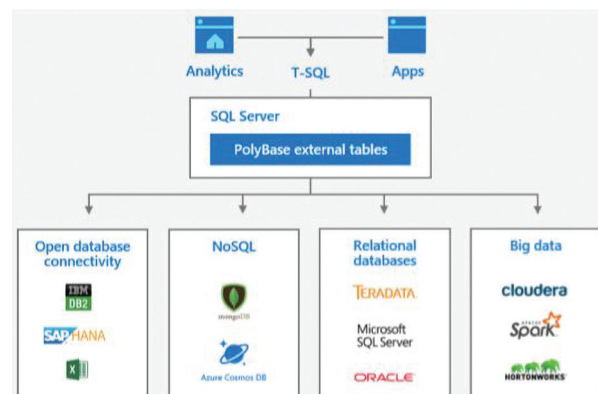 Analytics
T-SQL
Apps
SQL Server
PolyBase external tables
Open database
connectivity
IBM
DB2
SAP HANA
X
NoSQL
mongoDB
Azure Cosmos DB
Relational
databases
TERADATA
Microsoft
SQL Server
ORACLE
Big data
cloudera
APACHE
Spark
HORTONWORKS